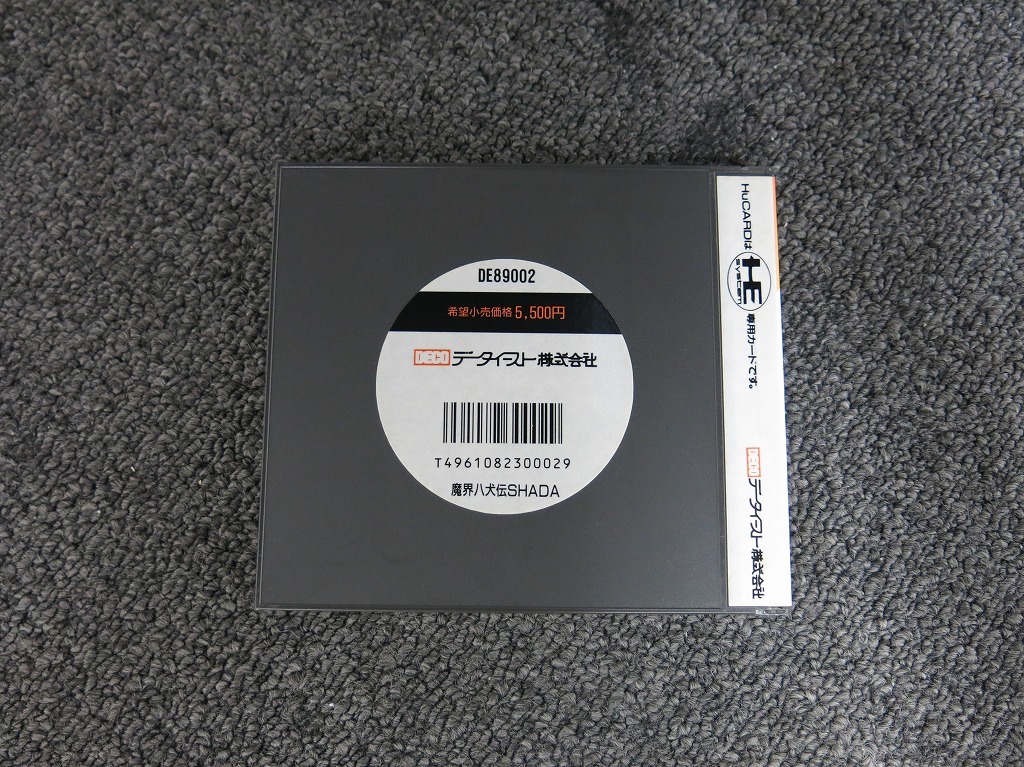 DE89002
希望小売価格 5,500円
DECO データイースト株式会社
T4961082300029
魔界八犬伝SHADA
HuCARDは HE system 専用カードです。
DECO データイースト株式会社